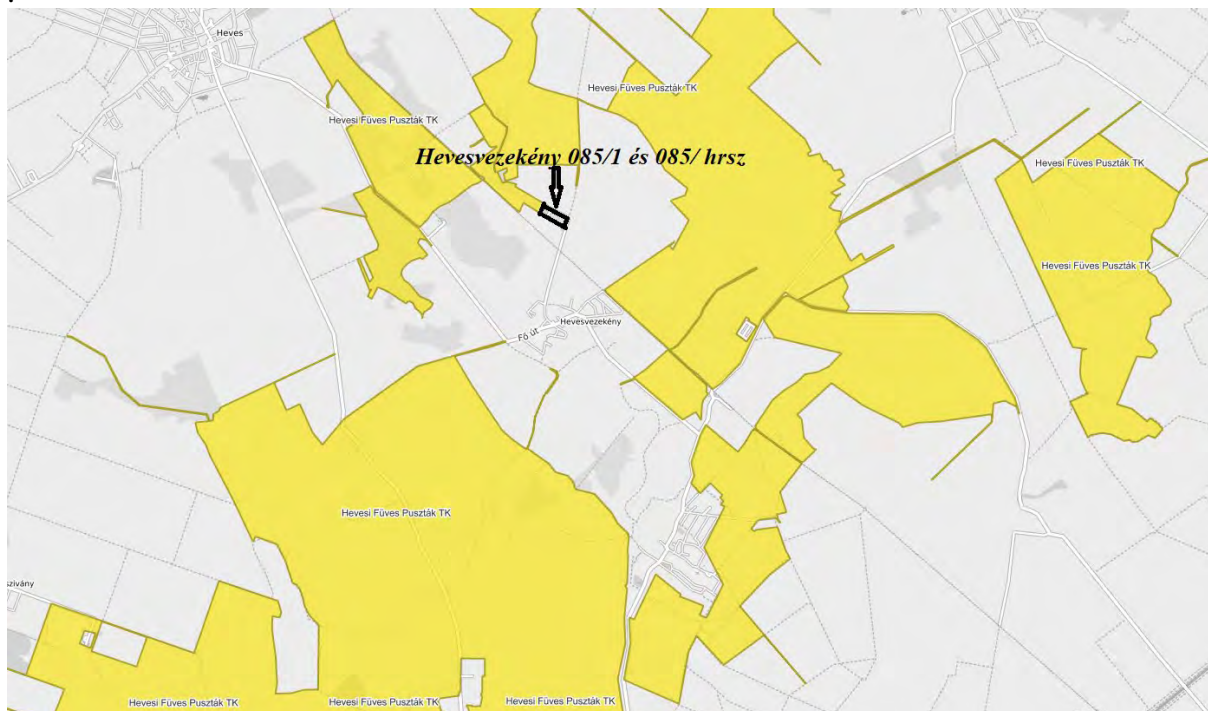 Heves
Hevesi Füves Puszták TK
Hevesi Füves Puszták TK
Hevesvezekény 085/1 és 085/ hrsz
Hevesi Füves Puszták TK
Hevesi Füves Puszták TK
Hevesvezekény
Fő út
Hevesi Füves Puszták TK
szivány
Hevesi Füves Puszták TK
Hevesi Füves Puszták TK
Hevesi Füves Puszták TK